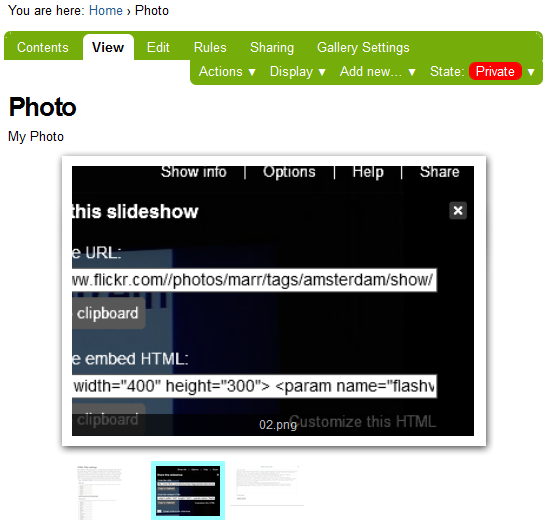 You are here: Home › Photo
Contents View Edit Rules Sharing Gallery Settings
Actions ▼ Display ▼ Add new... ▼ State: Private ▼
Photo
My Photo
Show info | Options | Help | Share
this slideshow
e URL:
ww.flickr.com//photos/marr/tags/amsterdam/show/
clipboard
e embed HTML:
width="400" height="300"> <param name="flashv
clipboard
Customize this HTML
02.png